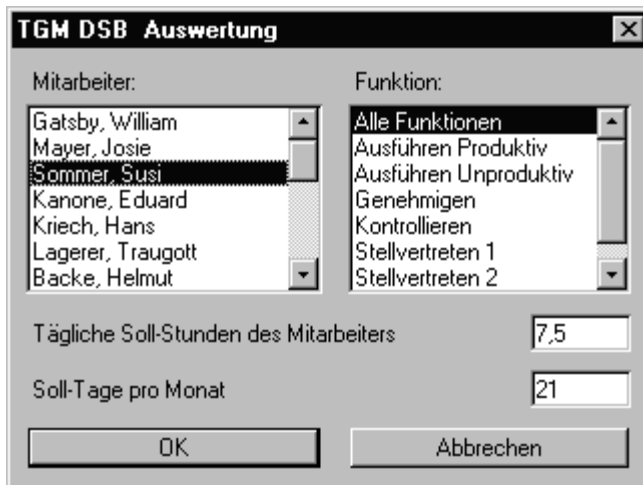 TGM DSB Auswertung
Mitarbeiter:
Gatsby, William
Mayer, Josie
Sommer, Susi
Kanone, Eduard
Kriech, Hans
Lagerer, Traugott
Backe, Helmut
Funktion:
Alle Funktionen
Ausführen Produktiv
Ausführen Unproduktiv
Genehmigen
Kontrollieren
Stellvertreten 1
Stellvertreten 2
Tägliche Soll-Stunden des Mitarbeiters 7,5
Soll-Tage pro Monat 21
OK Abbrechen